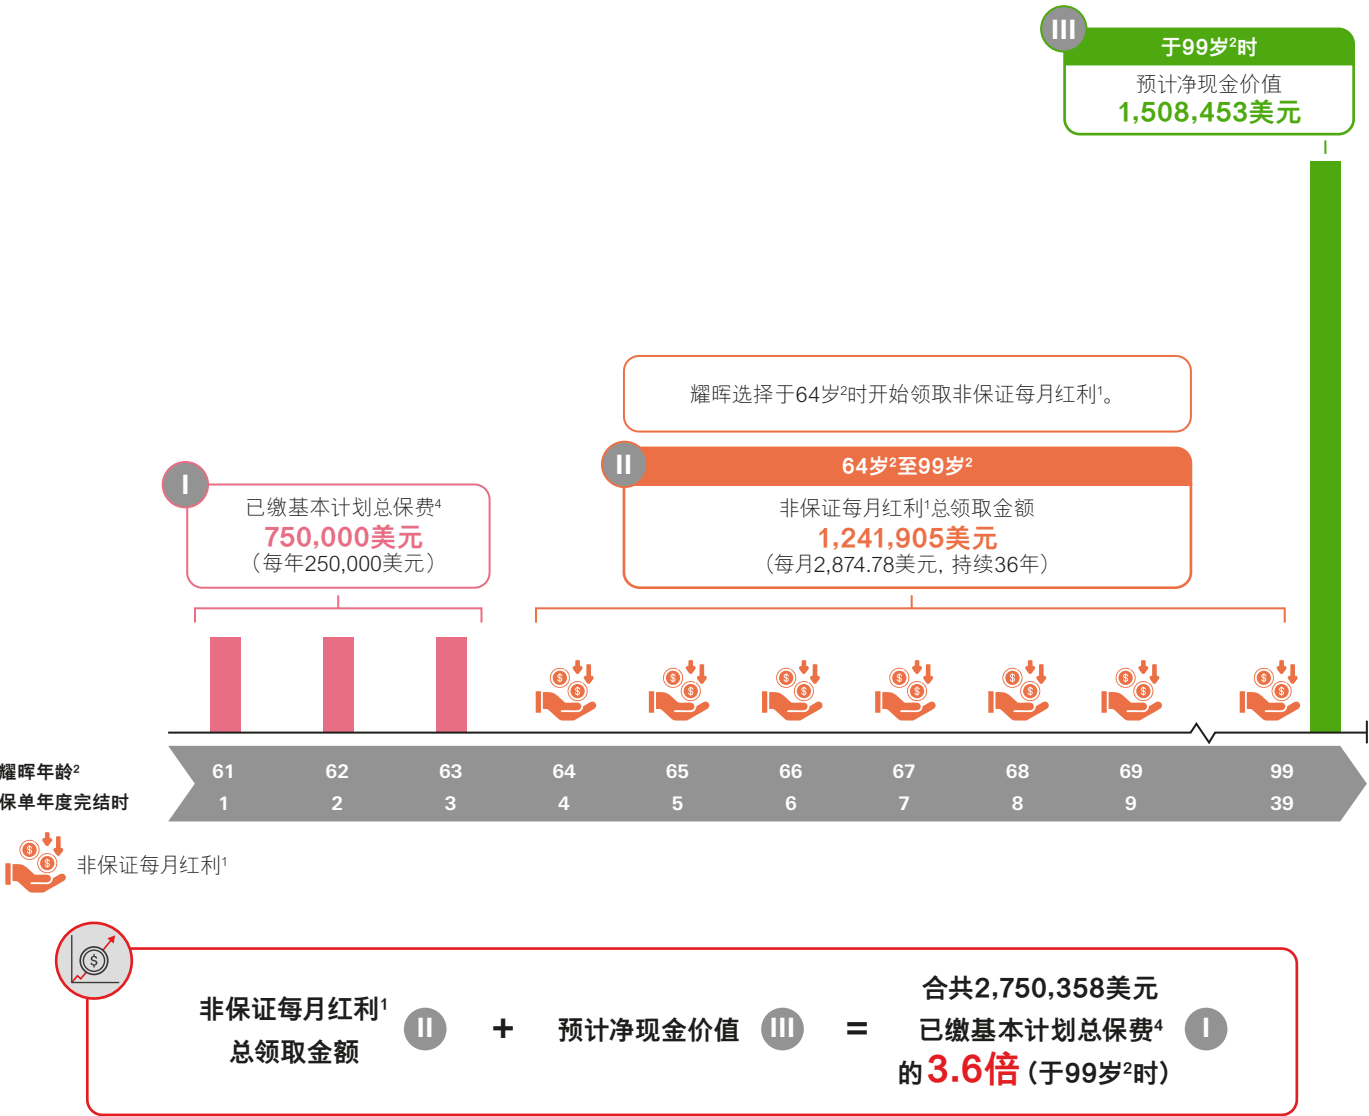 III
于99岁²时
预计净现金价值
1,508,453美元
耀晖选择于64岁²时开始领取非保证每月红利¹。
I
已缴基本计划总保费⁴
750,000美元
（每年250,000美元）
II
64岁²至99岁²
非保证每月红利¹总领取金额
1,241,905美元
（每月2,874.78美元, 持续36年）
耀晖年龄² 61 62 63 64 65 66 67 68 69 99
保单年度完结时 1 2 3 4 5 6 7 8 9 39
非保证每月红利¹
非保证每月红利¹
总领取金额
II
+
预计净现金价值 III
=
合共2,750,358美元
已缴基本计划总保费⁴ I
的3.6倍（于99岁²时）